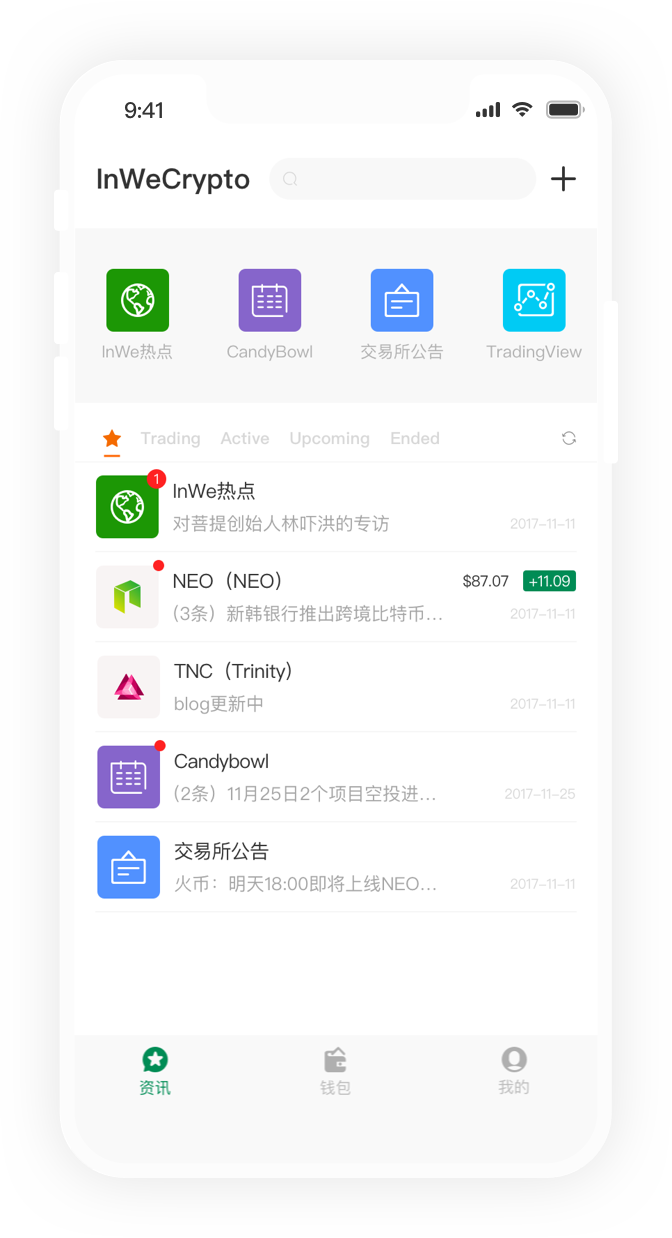 9:41
InWeCrypto
InWe热点 CandyBowl 交易所公告 TradingView
Trading Active Upcoming Ended
1
InWe热点
对菩提创始人林吓洪的专访 2017-11-11
NEO（NEO） $87.07 +11.09
(3条）新韩银行推出跨境比特币... 2017-11-11
TNC（Trinity）
blog更新中 2017-11-11
Candybowl
(2条）11月25日2个项目空投进... 2017-11-25
交易所公告
火币：明天18:00即将上线NEO... 2017-11-11
资讯 钱包 我的